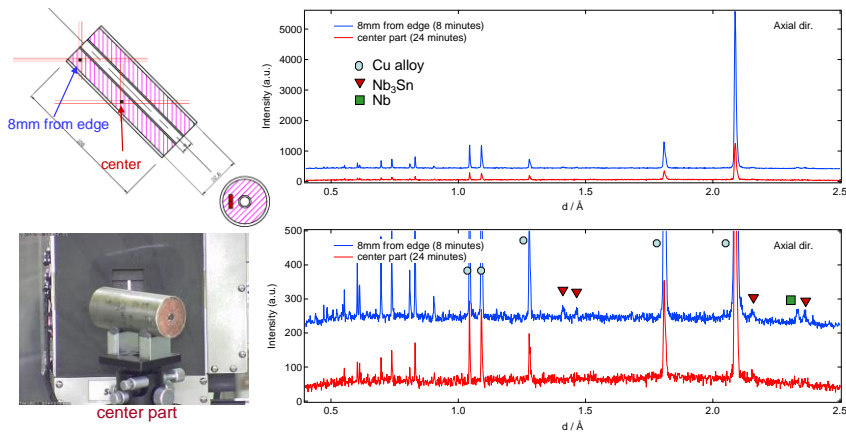 8mm from edge
center
center part
8mm from edge (8 minutes)
center part (24 minutes)
Axial dir.
Cu alloy
Nb₃Sn
Nb
Intensity (a.u.)
5000
4000
3000
2000
1000
0
0.5
1.0
1.5
2.0
2.5
d / Å
8mm from edge (8 minutes)
center part (24 minutes)
Axial dir.
Intensity (a.u.)
500
400
300
200
100
0
0.5
1.0
1.5
2.0
2.5
d / Å